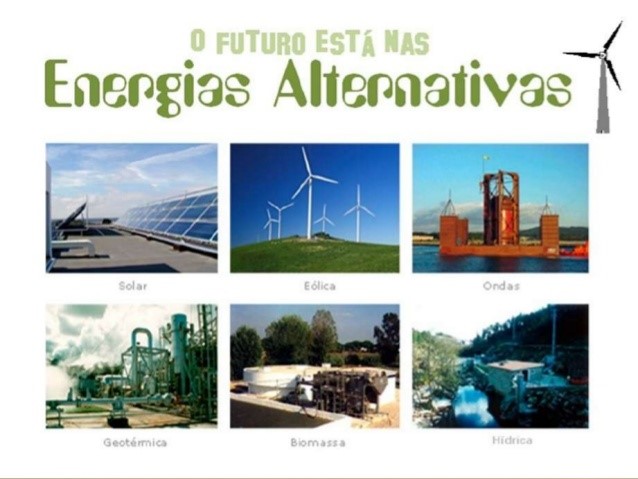 O FUTURO ESTÁ NAS
Energias Alternativas
Solar
Eólica
Ondas
Geotérmica
Biomassa
Hídrica